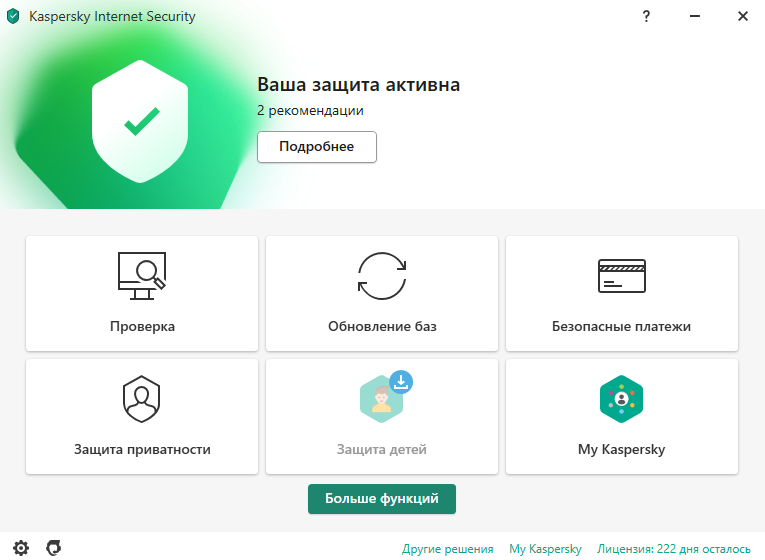 Kaspersky Internet Security
?
Ваша защита активна
2 рекомендации
Подробнее
Проверка
Обновление баз
Безопасные платежи
Защита приватности
Защита детей
My Kaspersky
Больше функций
Другие решения My Kaspersky Лицензия: 222 дня осталось